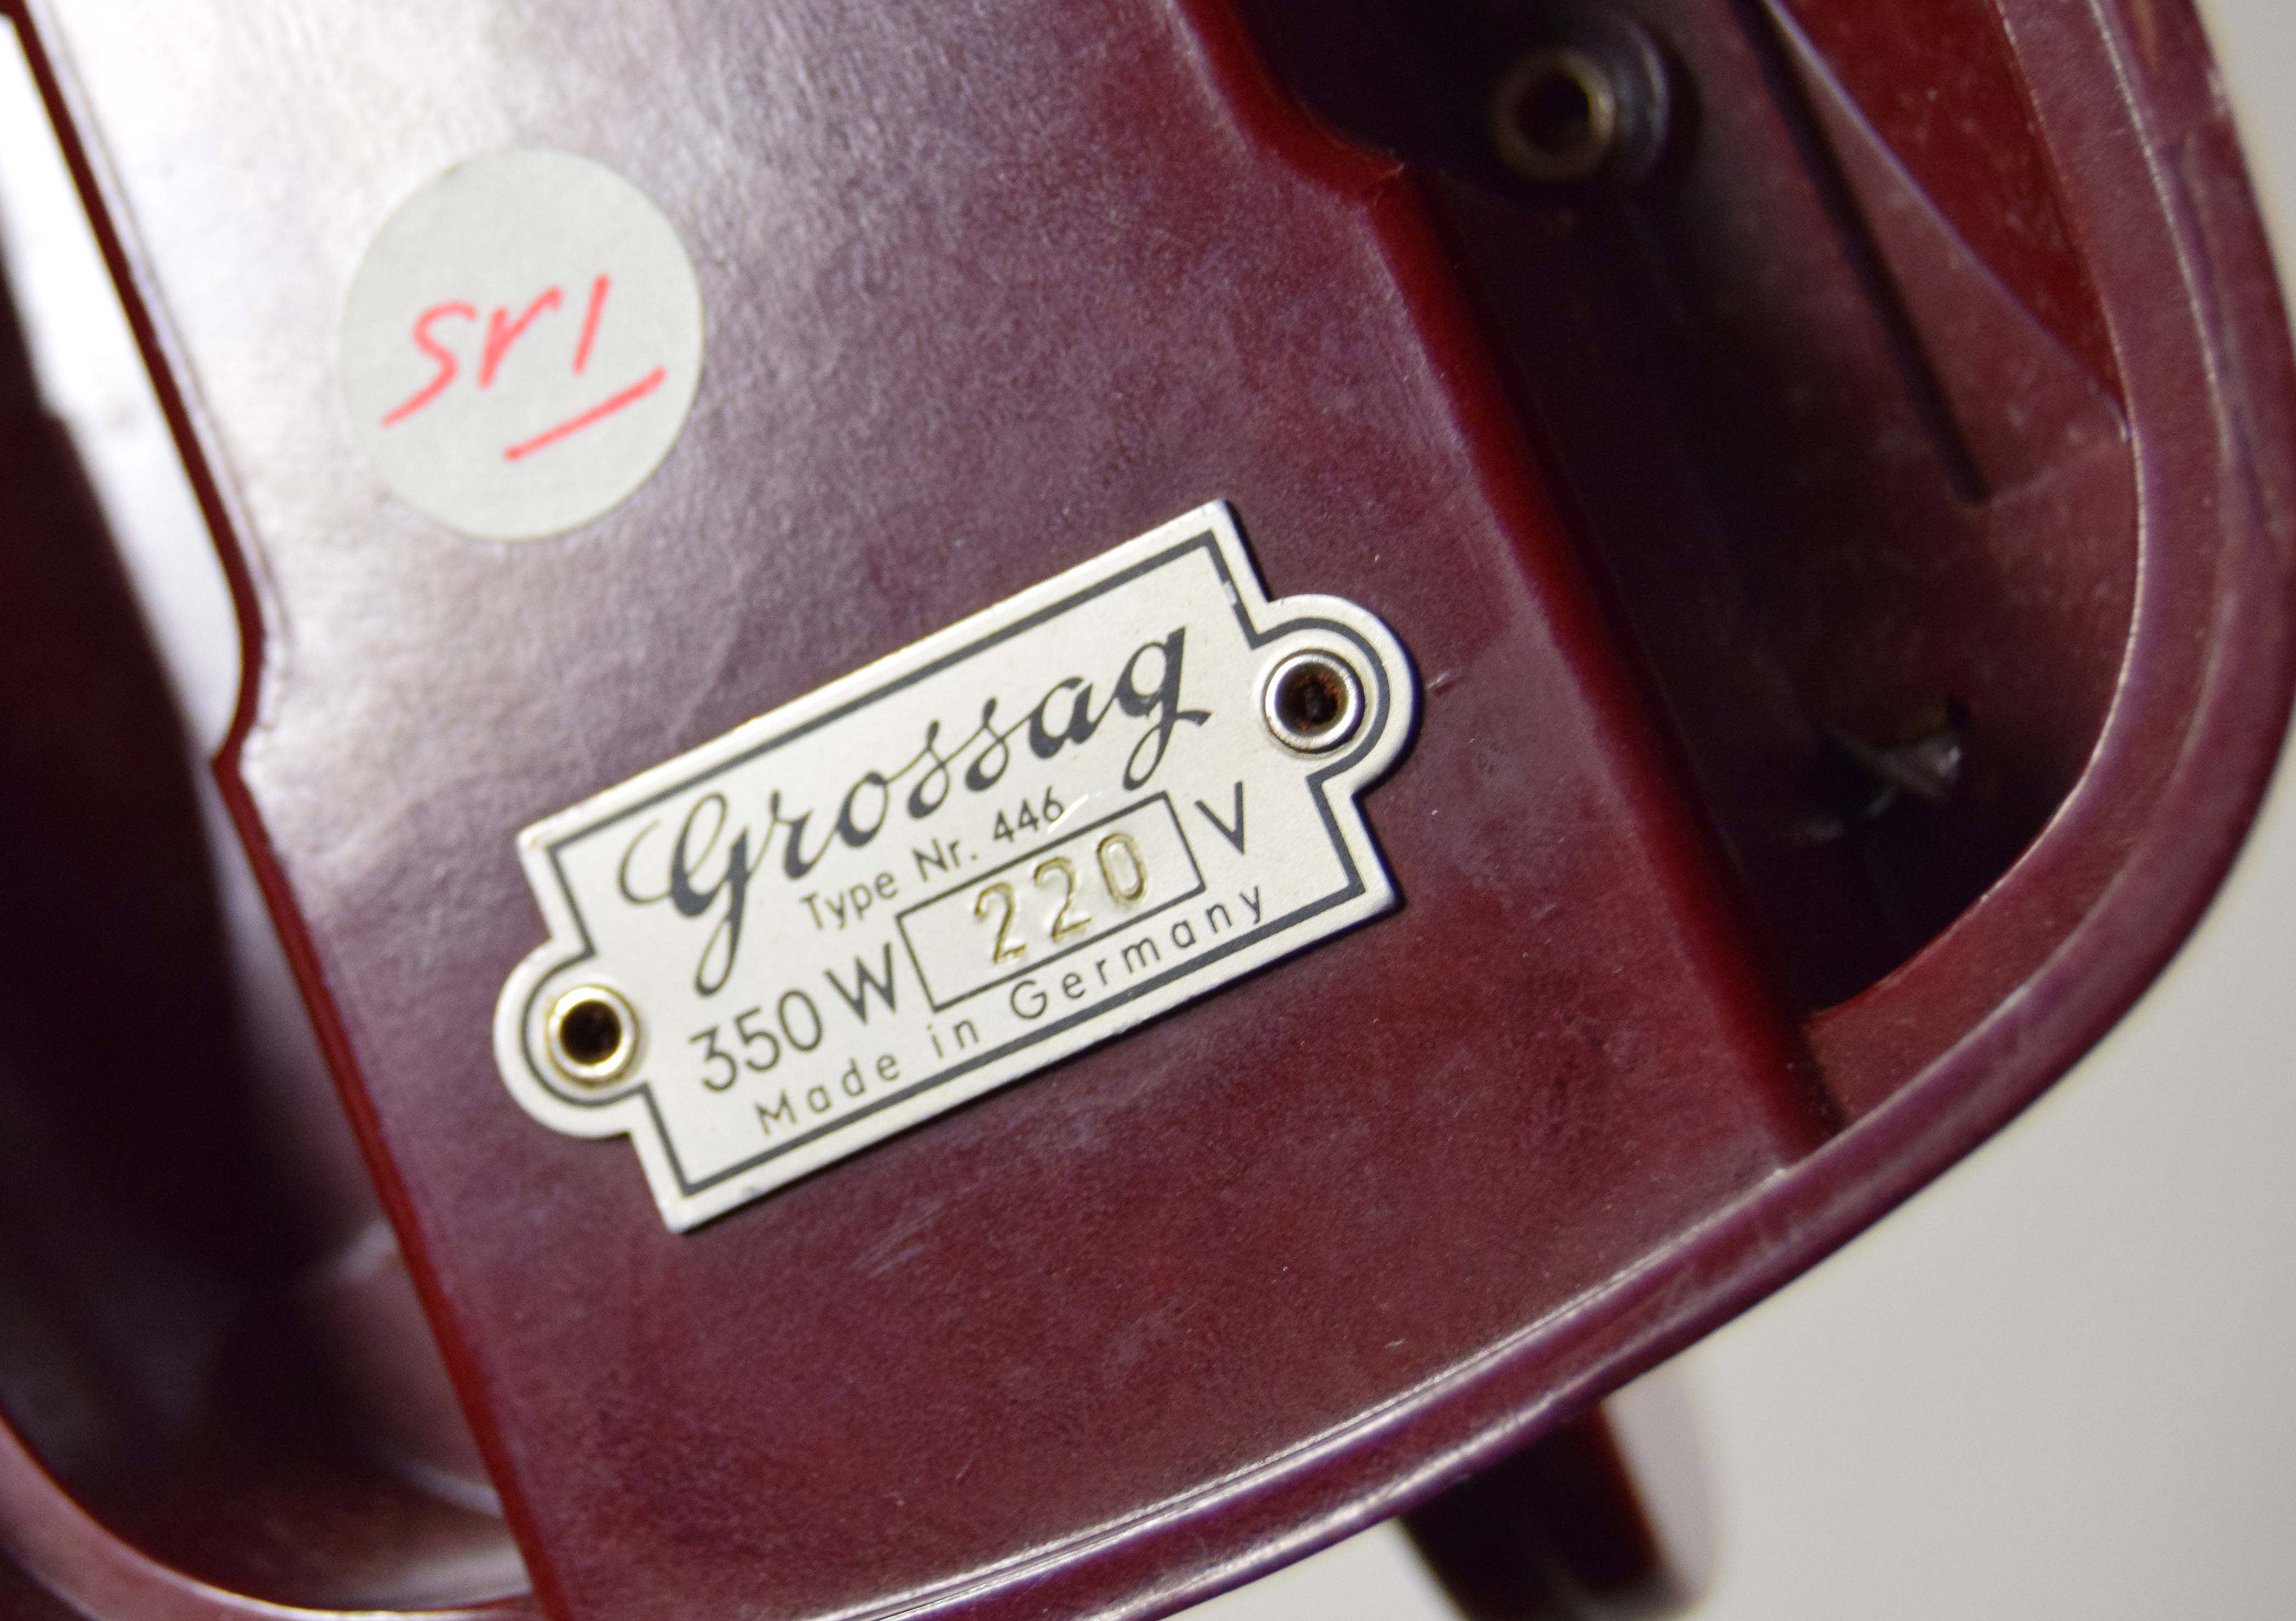 Sr1
Grossag
Type Nr. 446
350 W 220 V
Made in Germany